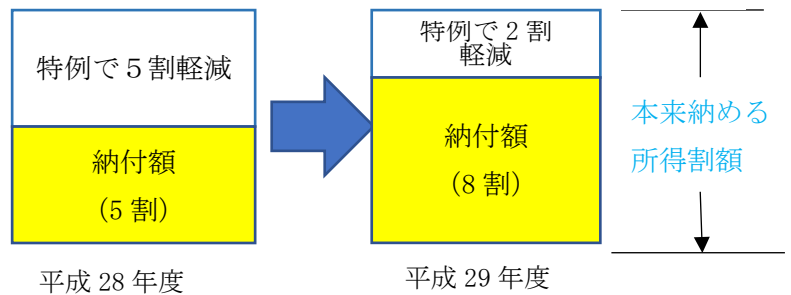 特例で５割軽減
納付額
(5 割)
平成 28 年度
特例で 2 割
軽減
納付額
(8 割)
平成 29 年度
本来納める
所得割額